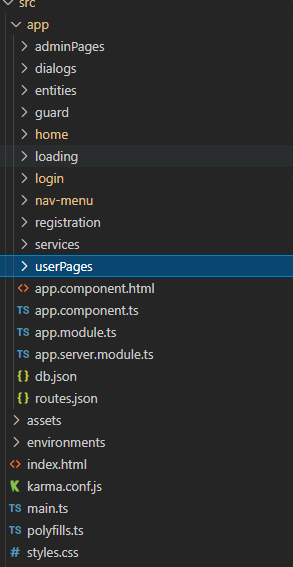 src
app
adminPages
dialogs
entities
guard
home
loading
login
nav-menu
registration
services
userPages
<> app.component.html
TS app.component.ts
TS app.module.ts
TS app.server.module.ts
{} db.json
{} routes.json
assets
environments
<> index.html
karma.conf.js
TS main.ts
TS polyfills.ts
# styles.css